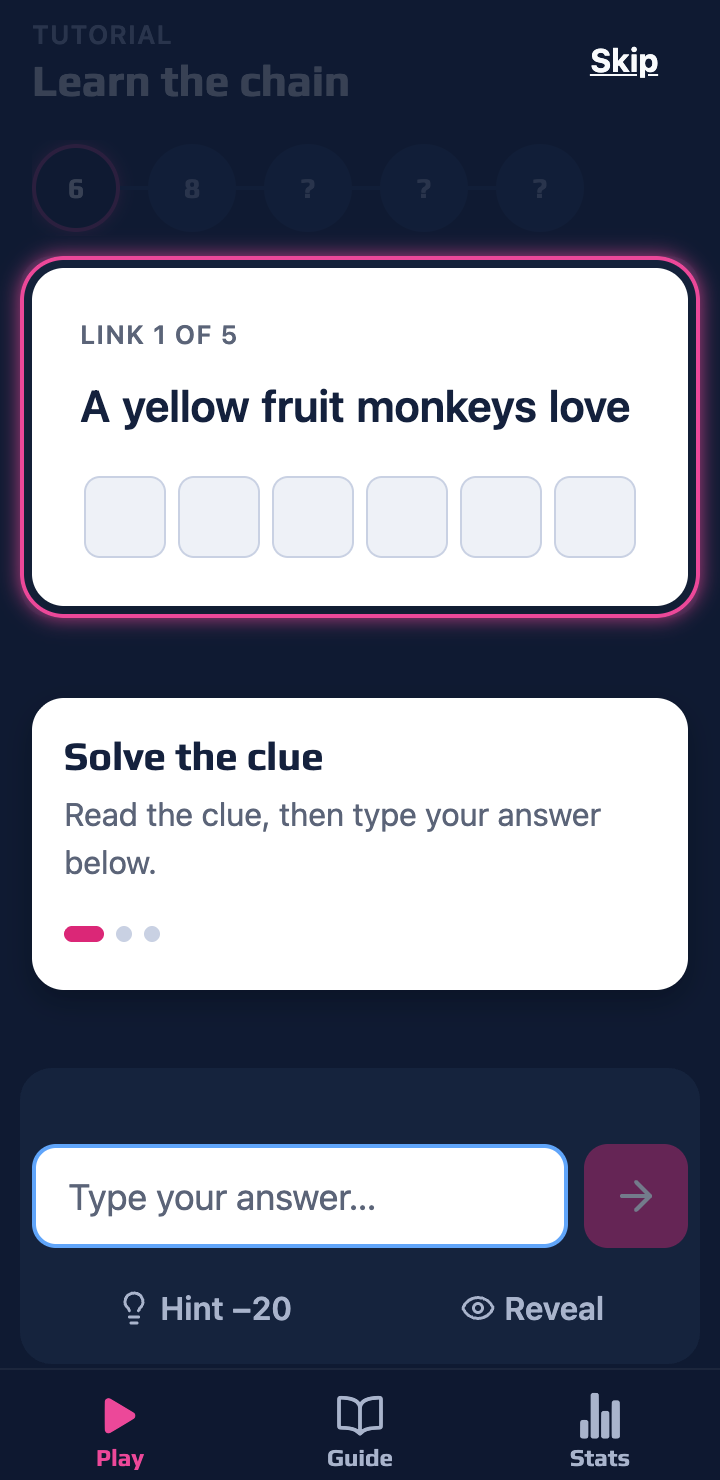 TUTORIAL
Learn the chain
Skip
6 8 ? ? ?
LINK 1 OF 5
A yellow fruit monkeys love
Solve the clue
Read the clue, then type your answer
below.
Type your answer...
Hint −20
Reveal
Play
Guide
Stats